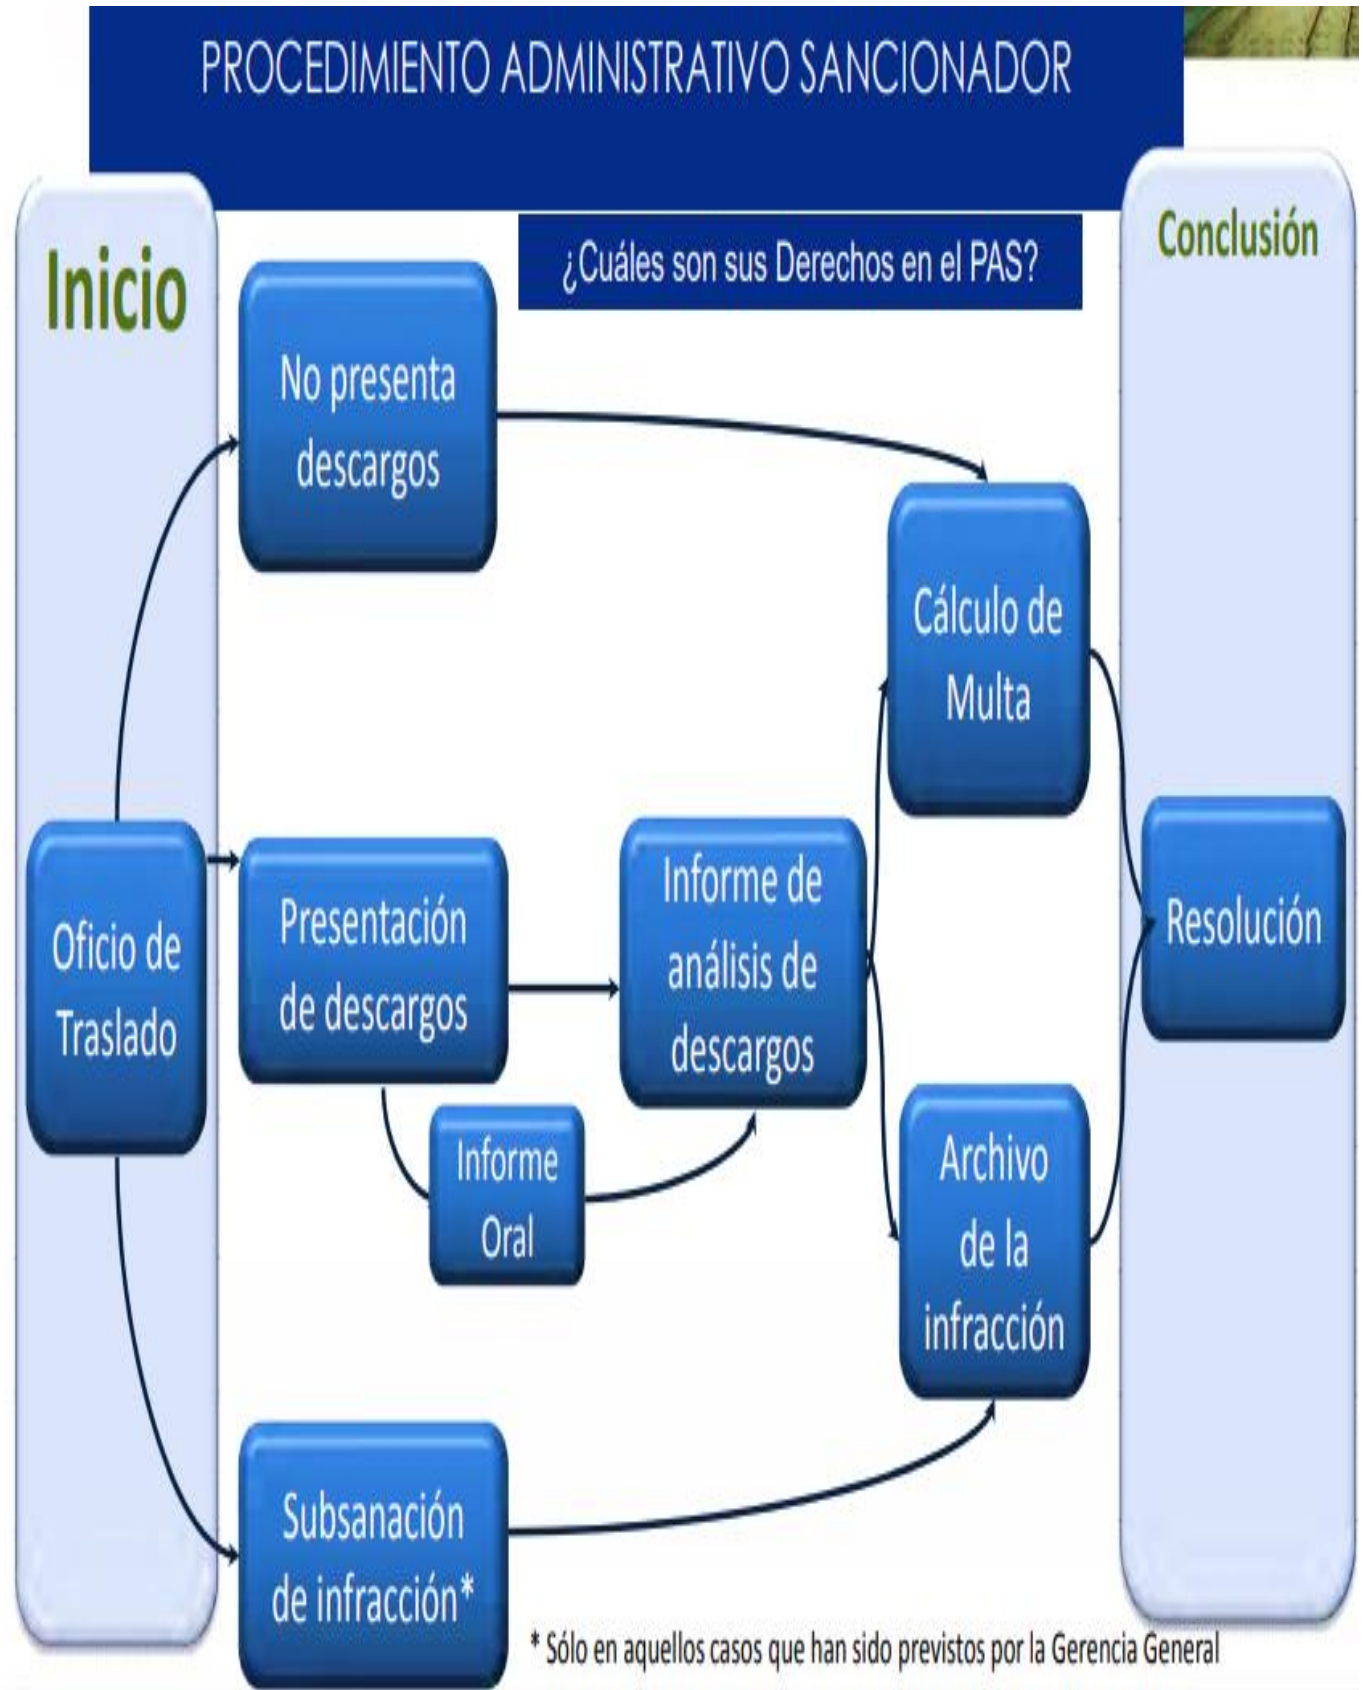 PROCEDIMIENTO ADMINISTRATIVO SANCIONADOR
¿Cuáles son sus Derechos en el PAS?
Inicio
Conclusión
No presenta
descargos
Cálculo de
Multa
Oficio de
Traslado
Presentación
de descargos
Informe de
análisis de
descargos
Resolución
Informe
Oral
Archivo
de la
infracción
Subsanación
de infracción*
* Sólo en aquellos casos que han sido previstos por la Gerencia General